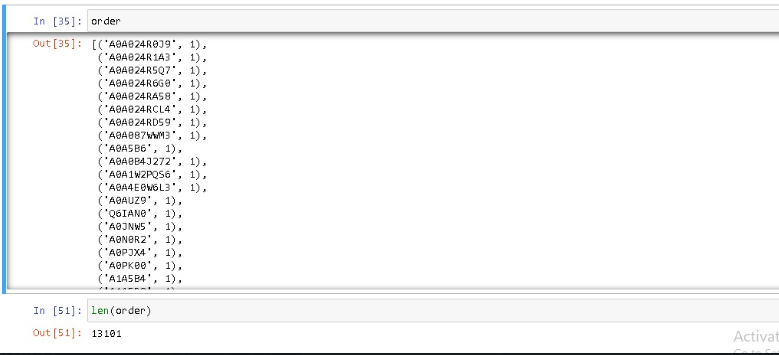 In [35]: order
Out[35]: [('A0A024R0J9', 1),
('A0A024R1A3', 1),
('A0A024R5Q7', 1),
('A0A024R6G0', 1),
('A0A024RA58', 1),
('A0A024RCL4', 1),
('A0A024RD59', 1),
('A0A087WWM3', 1),
('A0A5B6', 1),
('A0A0B4J272', 1),
('A0A1W2PQS6', 1),
('A0A4E0W6L3', 1),
('A0AUZ9', 1),
('Q6IAN0', 1),
('A0JNW5', 1),
('A0N0R2', 1),
('A0PJX4', 1),
('A0PK00', 1),
('A1A5B4', 1),
In [51]: len(order)
Out[51]: 13101
Activat